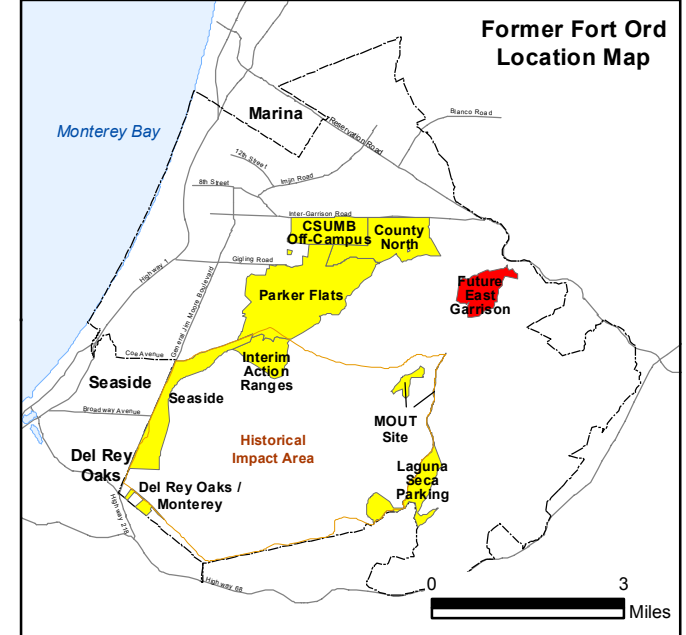 Former Fort Ord
Location Map
Monterey Bay
Marina
Blanco Road
Reservation Road
12th Street
Imjin Road
8th Street
Inter-Garrison Road
CSUMB
Off-Campus
County
North
Gigling Road
Highway 1
General Jim Moore Boulevard
Parker Flats
Future
East
Garrison
Coe Avenue
Interim
Action
Ranges
Seaside
Seaside
Broadway Avenue
MOUT
Site
Historical
Impact Area
Del Rey
Oaks
Laguna
Seca
Parking
Del Rey Oaks /
Monterey
Highway 218
Highway 68
0
3
Miles